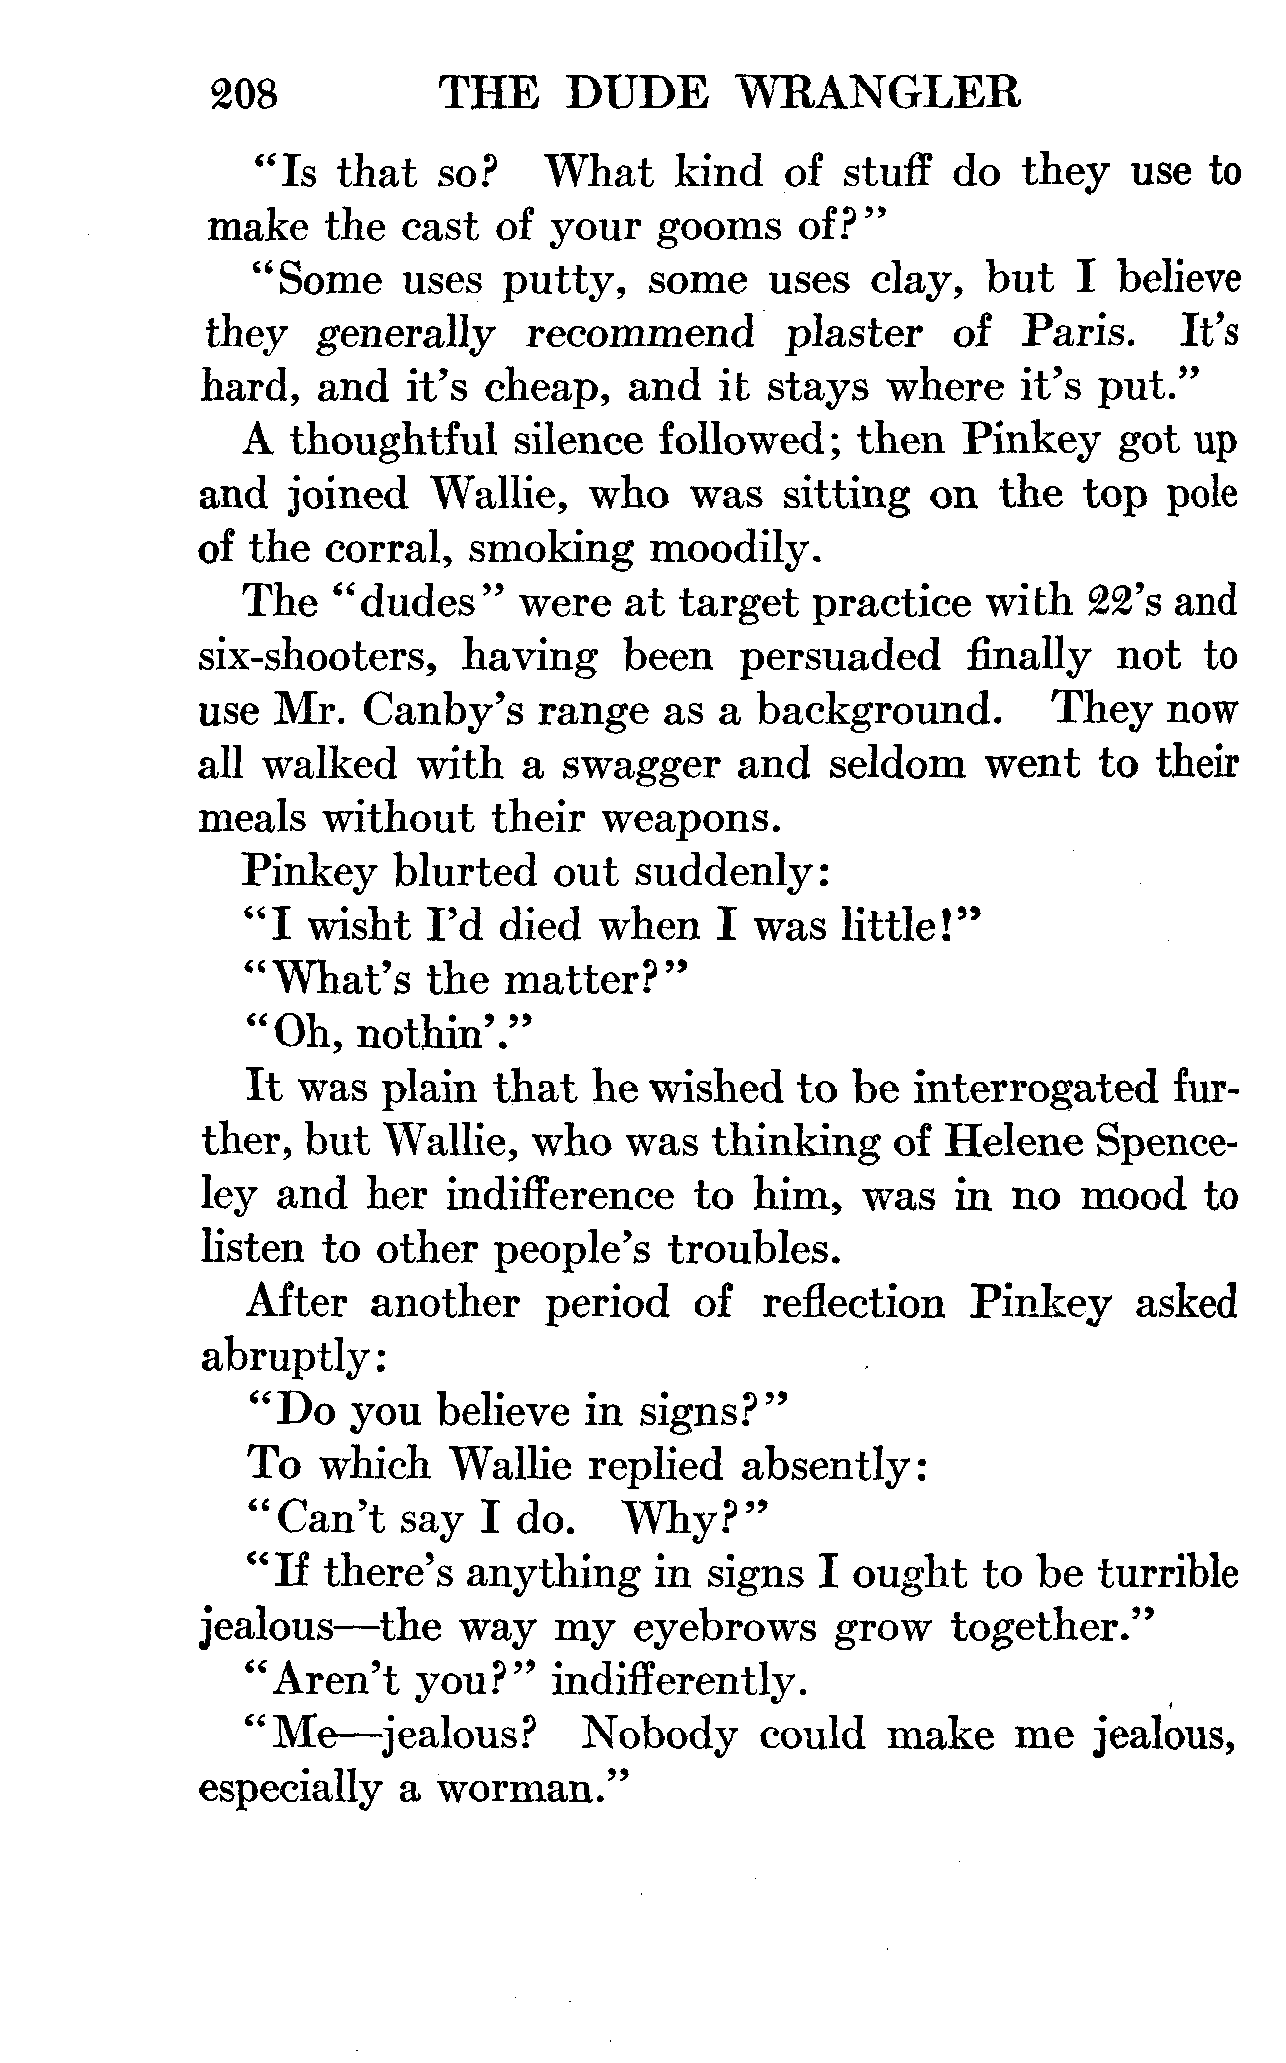 208 THE DUDE WRANGLER
“Is that so? What kind of stuff do they use to
make the cast of your gooms of?”
“Some uses putty, some uses clay, but I believe
they generally recommend plaster of Paris. It’s
hard, and it’s cheap, and it stays where it’s put.”
A thoughtful silence followed; then Pinkey got up
and joined Wallie, who was sitting on the top pole
of the corral, smoking moodily.
The “dudes” were at target practice with 22’s and
six-shooters, having been persuaded finally not to
use Mr. Canby’s range as a background. They now
all walked with a swagger and seldom went to their
meals without their weapons.
Pinkey blurted out suddenly:
“I wisht I’d died when I was little!”
“What’s the matter?”
“Oh, nothin’.”
It was plain that he wished to be interrogated fur-
ther, but Wallie, who was thinking of Helene Spence-
ley and her indifference to him, was in no mood to
listen to other people’s troubles.
After another period of reflection Pinkey asked
abruptly:
“Do you believe in signs?”
To which Wallie replied absently:
“Can’t say I do. Why?”
“If there’s anything in signs I ought to be turrible
jealous—the way my eyebrows grow together.”
“Aren’t you?” indifferently.
“Me—jealous? Nobody could make me jealous,
especially a worman.”